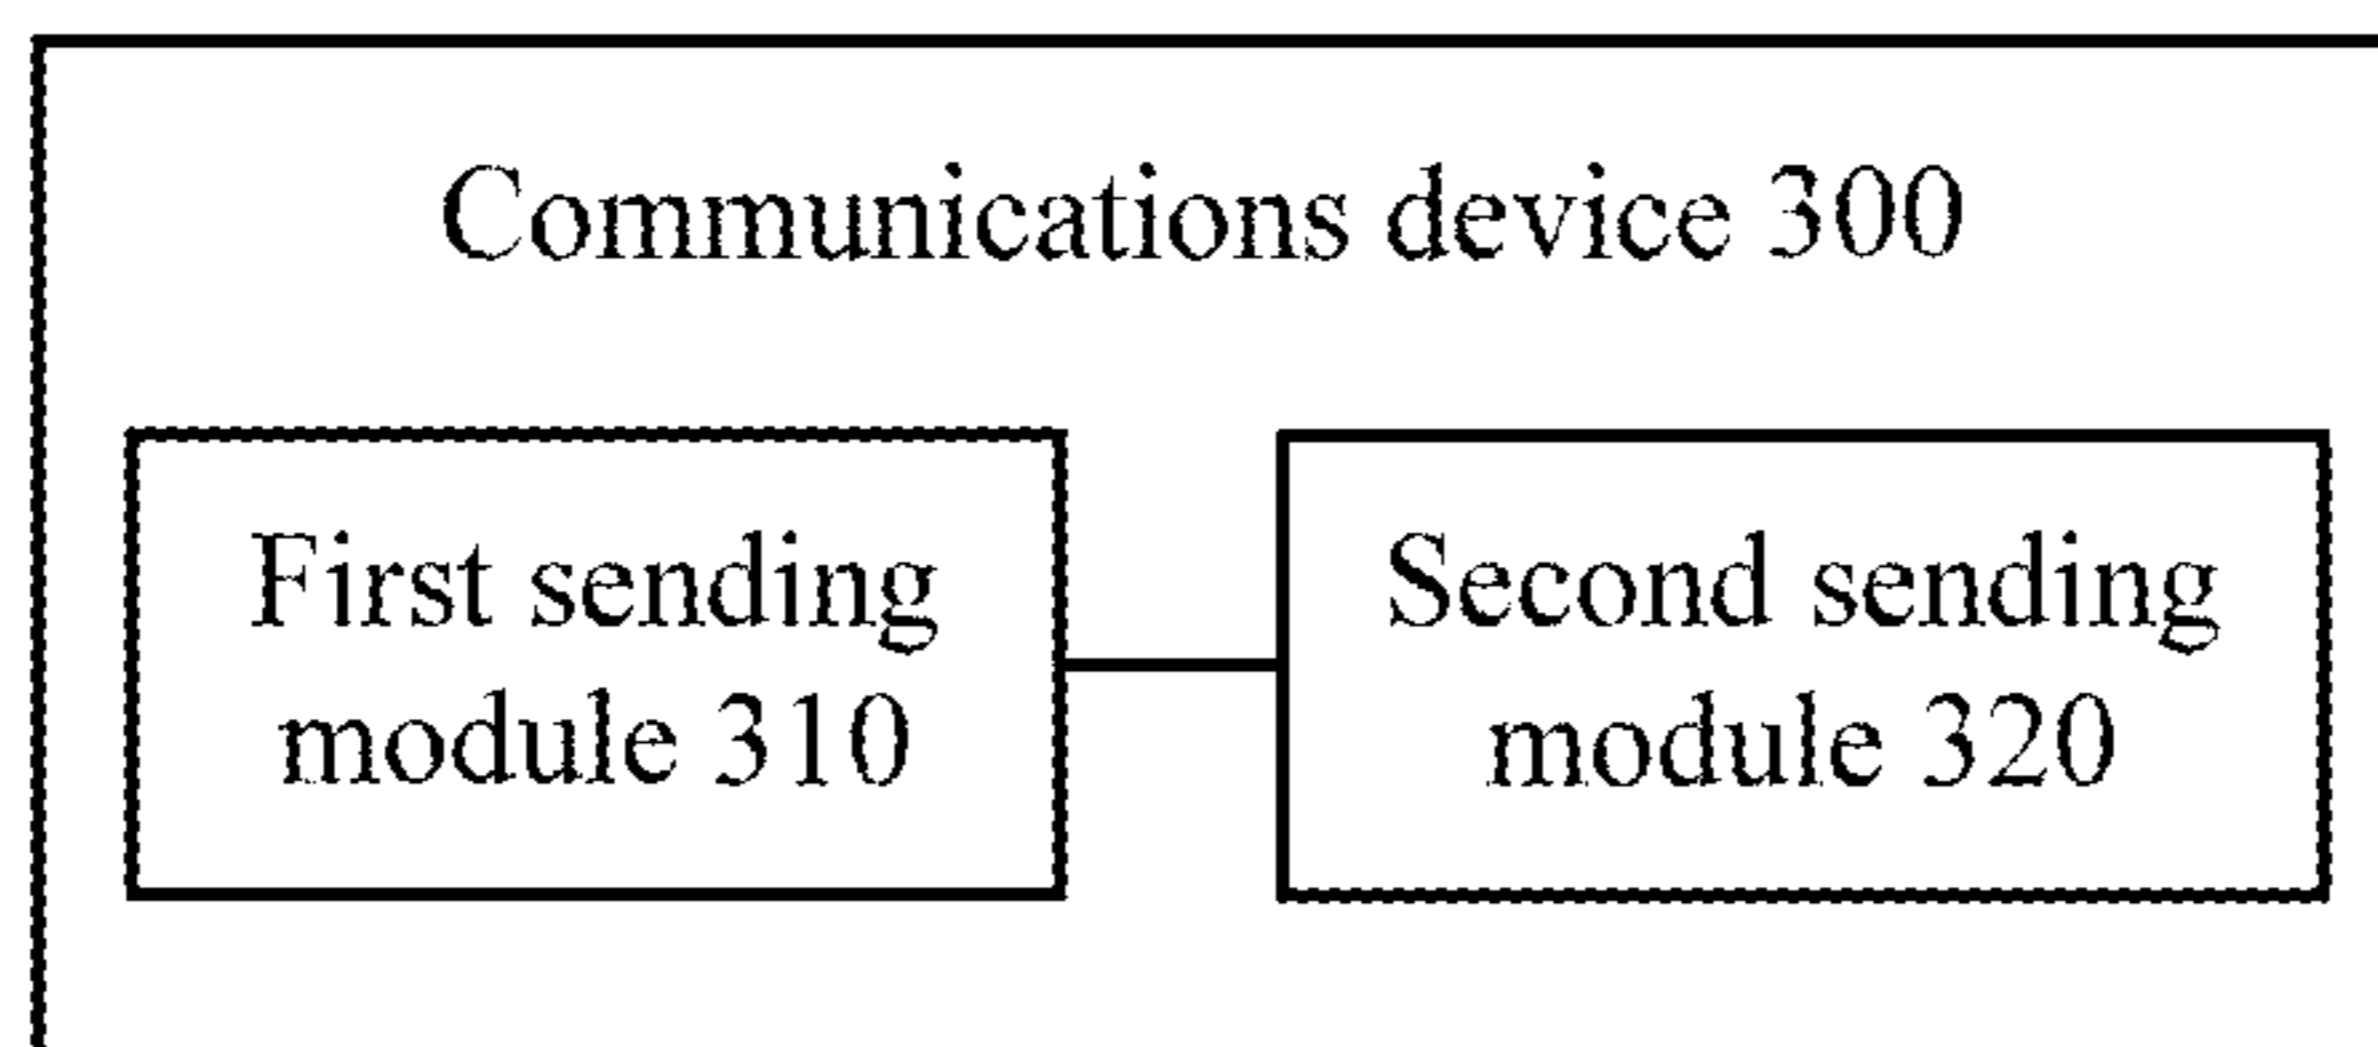 Communications device 300
First sending
module 310
Second sending
module 320